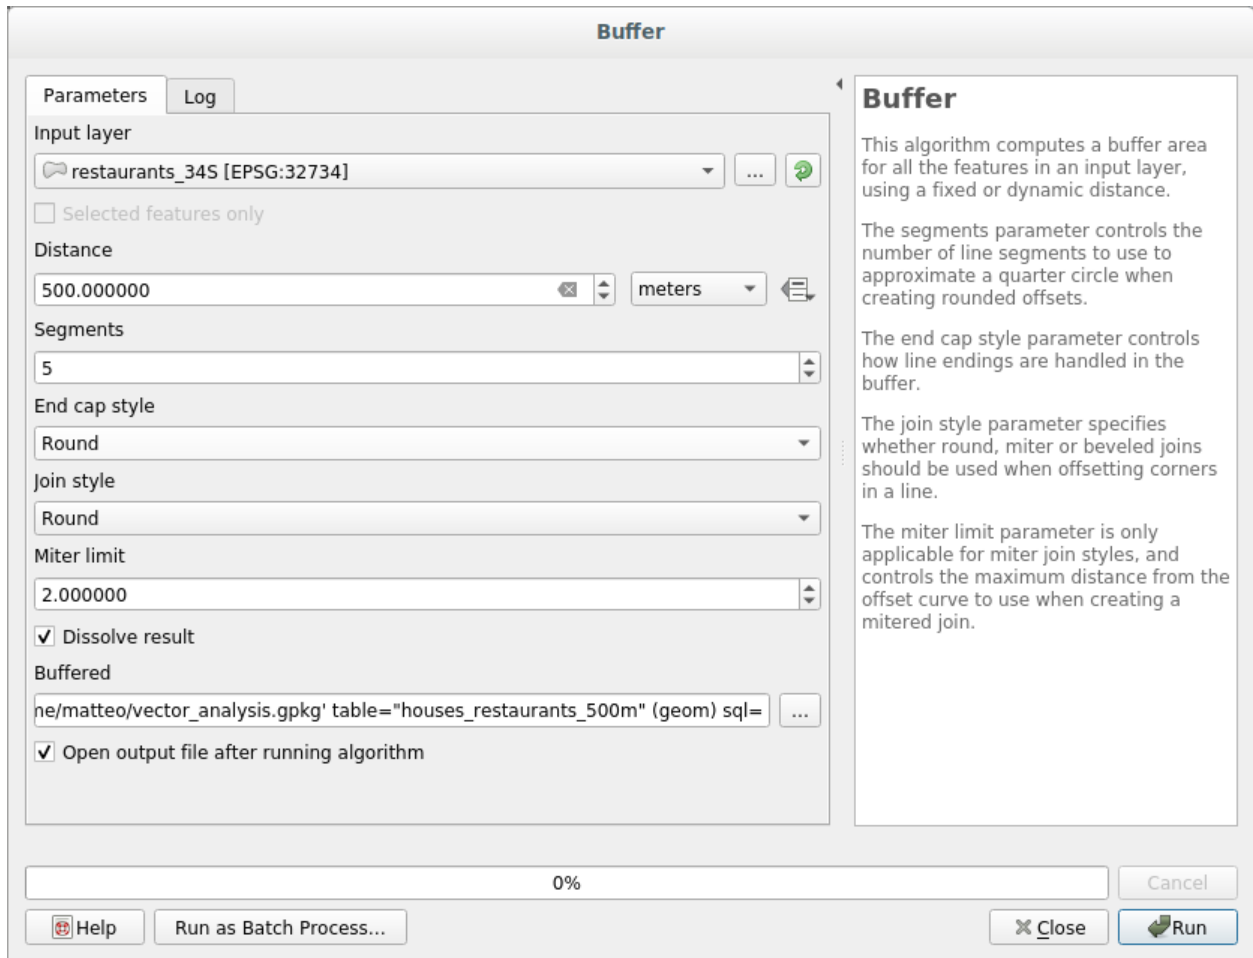 Buffer
Parameters
Log
Input layer
restaurants_34S [EPSG:32734]
...
Selected features only
Distance
500.000000
meters
Segments
5
End cap style
Round
Join style
Round
Miter limit
2.000000
Dissolve result
Buffered
/matteo/vector_analysis.gpkg' table="houses_restaurants_500m" (geom) sql=
...
Open output file after running algorithm
Buffer
This algorithm computes a buffer area
for all the features in an input layer,
using a fixed or dynamic distance.
The segments parameter controls the
number of line segments to use to
approximate a quarter circle when
creating rounded offsets.
The end cap style parameter controls
how line endings are handled in the
buffer.
The join style parameter specifies
whether round, miter or beveled joins
should be used when offsetting corners
in a line.
The miter limit parameter is only
applicable for miter join styles, and
controls the maximum distance from the
offset curve to use when creating a
mitered join.
0%
Cancel
Help
Run as Batch Process...
Close
Run